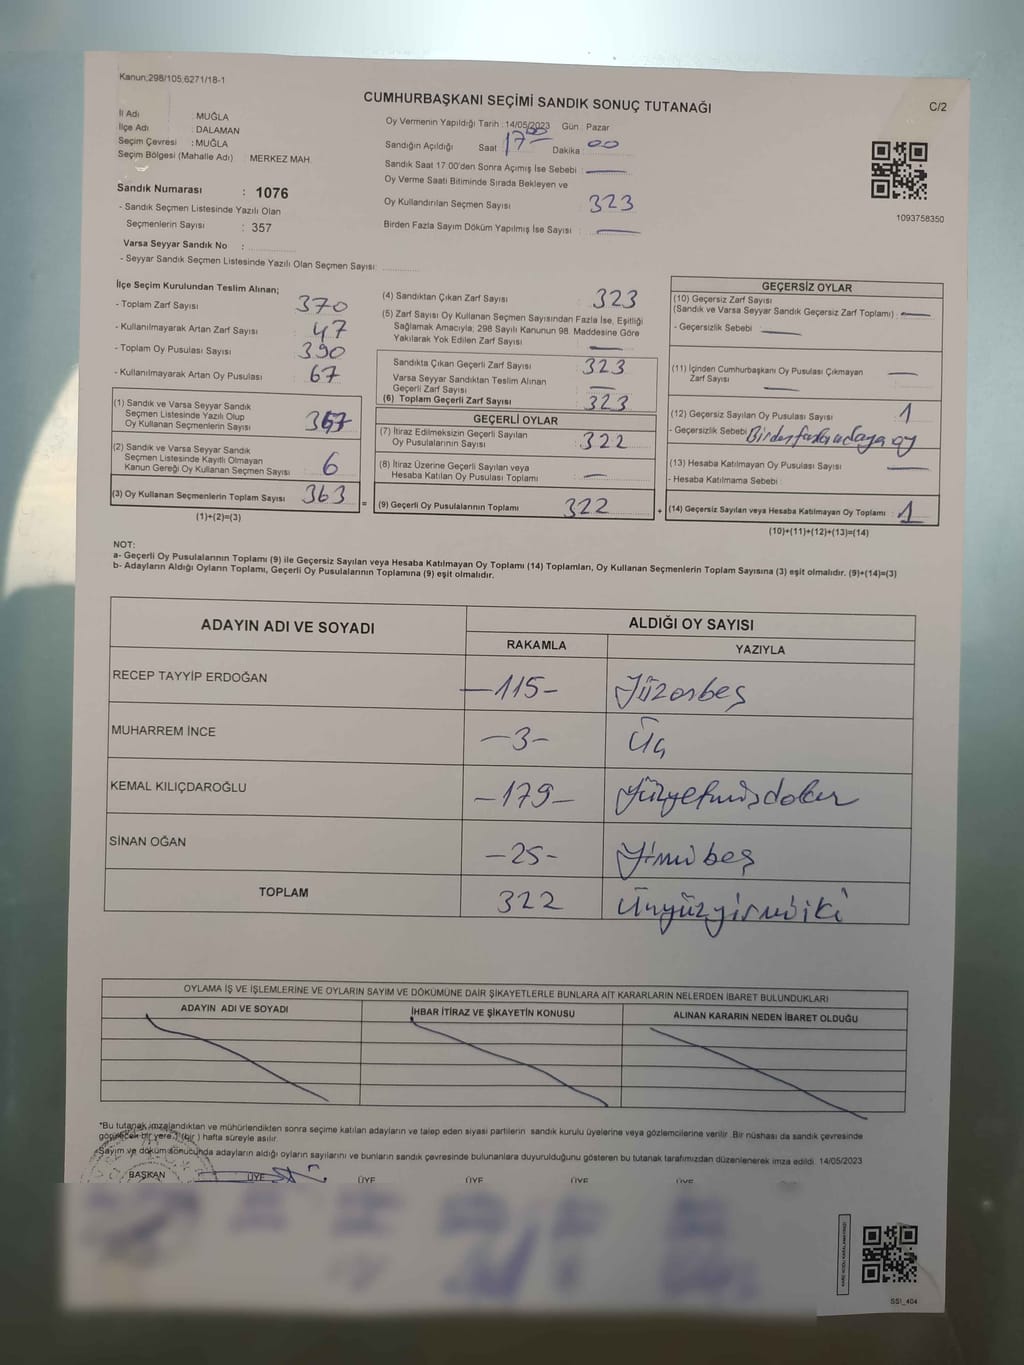 Kanun;298/105,6271/18-1
CUMHURBAŞKANI SEÇİMİ SANDIK SONUÇ TUTANAĞI
C/2
İl Adı : MUĞLA
İlçe Adı : DALAMAN
Seçim Çevresi : MUĞLA
Seçim Bölgesi (Mahalle Adı) : MERKEZ MAH.
Sandık Numarası : 1076
- Sandık Seçmen Listesinde Yazılı Olan
Seçmenlerin Sayısı : 357
Varsa Seyyar Sandık No :
- Seyyar Sandık Seçmen Listesinde Yazılı Olan Seçmen Sayısı:
Oy Vermenin Yapıldığı Tarih : 14/05/2023 Gün : Pazar
Sandığın Açıldığı Saat 17 00 Dakika 00
Sandık Saat 17:00'den Sonra Açımış İse Sebebi :
Oy Verme Saati Bitiminde Sırada Bekleyen ve
Oy Kullandırılan Seçmen Sayısı 323
Birden Fazla Sayım Döküm Yapılmış İse Sayısı :
1093758350
İlçe Seçim Kurulundan Teslim Alınan;
- Toplam Zarf Sayısı 370
- Kullanılmayarak Artan Zarf Sayısı : 47
- Toplam Oy Pusulası Sayısı 390
- Kullanılmayarak Artan Oy Pusulası : 67
(1) Sandık ve Varsa Seyyar Sandık
Seçmen Listesinde Yazılı Olup
Oy Kullanan Seçmenlerin Sayısı :
(2) Sandık ve Varsa Seyyar Sandık
Seçmen Listesinde Kayıtlı Olmayan
Kanun Gereği Oy Kullanan Seçmen Sayısı : 6
(3) Oy Kullanan Seçmenlerin Toplam Sayısı : 363 =
(1)+(2)=(3)
(4) Sandıktan Çıkan Zarf Sayısı : 323
(5) Zarf Sayısı Oy Kullanan Seçmen Sayısından Fazla İse, Eşitliği
Sağlamak Amacıyla; 298 Sayılı Kanunun 98. Maddesine Göre
Yakılarak Yok Edilen Zarf Sayısı :
Sandıkta Çıkan Geçerli Zarf Sayısı : 323
Varsa Seyyar Sandıktan Teslim Alınan
Geçerli Zarf Sayısı :
(6) Toplam Geçerli Zarf Sayısı : 323
GEÇERLİ OYLAR
(7) İtiraz Edilmeksizin Geçerli Sayılan
Oy Pusulalarının Sayısı : 322
(8) İtiraz Üzerine Geçerli Sayılan veya
Hesaba Katılan Oy Pusulası Toplamı :
(9) Geçerli Oy Pusulalarının Toplamı : 322 +
GEÇERSİZ OYLAR
(10) Geçersiz Zarf Sayısı
(Sandık ve Varsa Seyyar Sandık Geçersiz Zarf Toplamı) :
- Geçersizlik Sebebi :
(11) İçinden Cumhurbaşkanı Oy Pusulası Çıkmayan
Zarf Sayısı :
(12) Geçersiz Sayılan Oy Pusulası Sayısı : 1
- Geçersizlik Sebebi : Birden fazla adaya oy
(13) Hesaba Katılmayan Oy Pusulası Sayısı :
- Hesaba Katılmama Sebebi :
(14) Geçersiz Sayılan veya Hesaba Katılmayan Oy Toplamı : 1
(10)+(11)+(12)+(13)=(14)
NOT:
a- Geçerli Oy Pusulalarının Toplamı (9) ile Geçersiz Sayılan veya Hesaba Katılmayan Oy Toplamı (14) Toplamları, Oy Kullanan Seçmenlerin Toplam Sayısına (3) eşit olmalıdır. (9)+(14)=(3)
b- Adayların Aldığı Oyların Toplamı, Geçerli Oy Pusulalarının Toplamına (9) eşit olmalıdır.
ADAYIN ADI VE SOYADI ALDIĞI OY SAYISI
RAKAMLA YAZIYLA
RECEP TAYYİP ERDOĞAN -115- Yüzonbeş
MUHARREM İNCE -3- Üç
KEMAL KILIÇDAROĞLU -179- Yüzyetmişdokuz
SİNAN OĞAN -25- Yirmibeş
TOPLAM 322 Üçyüzyirmiiki
OYLAMA İŞ VE İŞLEMLERİNE VE OYLARIN SAYIM VE DÖKÜMÜNE DAİR ŞİKAYETLERLE BUNLARA AİT KARARLARIN NELERDEN İBARET BULUNDUKLARI
ADAYIN ADI VE SOYADI İHBAR İTİRAZ VE ŞİKAYETİN KONUSU ALINAN KARARIN NEDEN İBARET OLDUĞU
*Bu tutanak imzalandıktan ve mühürlendikten sonra seçime katılan adayların ve talep eden siyasi partilerin sandık kurulu üyelerine veya gözlemcilerine verilir .Bir nüshası da sandık çevresinde
görülecek bir yere 1 (bir ) hafta süreyle asılır.
*Sayım ve döküm sonucunda adayların aldığı oyların sayılarını ve bunların sandık çevresinde bulunanlara duyurulduğunu gösteren bu tutanak tarafımızdan düzenlenerek imza edildi. 14/05/2023
BAŞKAN ÜYE ÜYE ÜYE ÜYE ÜYE
SSI_404